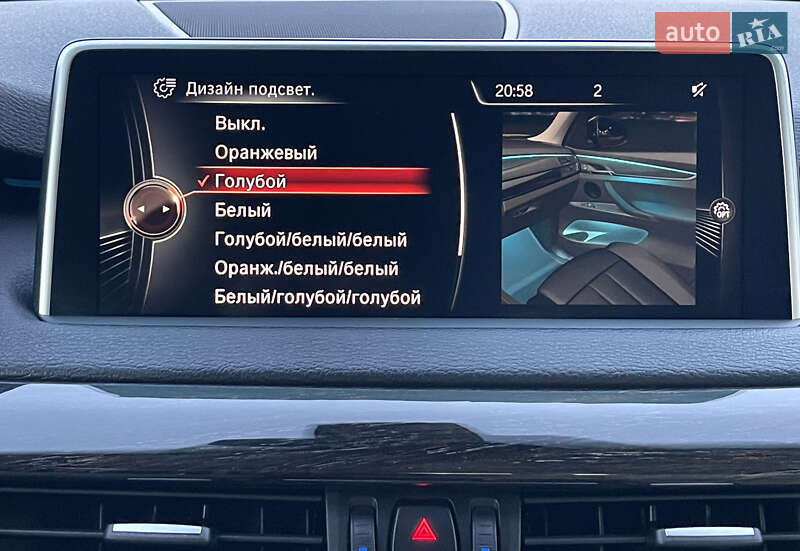 auto RIA .com
Дизайн подсвет.
20:58 2
Выкл.
Оранжевый
Голубой
Белый
OPT
Голубой/белый/белый
Оранж./белый/белый
Белый/голубой/голубой